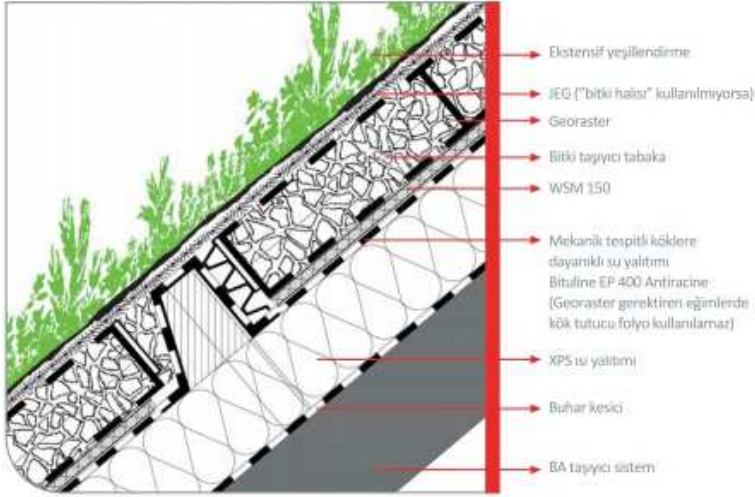 Ekstensif yeşillendirme
JEG ("bitki halısı" kullanılmıyorsa)
Georaster
Bitki taşıyıcı tabaka
WSM 150
Mekanik tespitli köklere
dayanıklı su yalıtımı
Bituline EP 400 Antiracine
(Georaster gerektiren eğimlerde
kök tutucu folyo kullanılamaz)
XPS ısı yalıtımı
Buhar kesici
BA taşıyıcı sistem